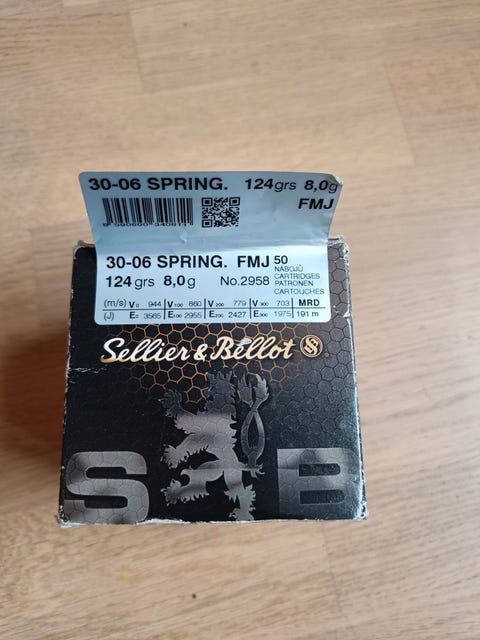 30-06 SPRING. 124grs 8,0g
FMJ
30-06 SPRING. FMJ 50
NÁBOJŮ
CARTRIDGES
124 grs 8,0 g No.2958 PATRONEN
CARTOUCHES
(m/s) V0 944 V100 860 V200 779 V300 703 MRD
(J) E0 3565 E100 2955 E200 2427 E300 1975 191 m
Sellier & Bellot SB
S B